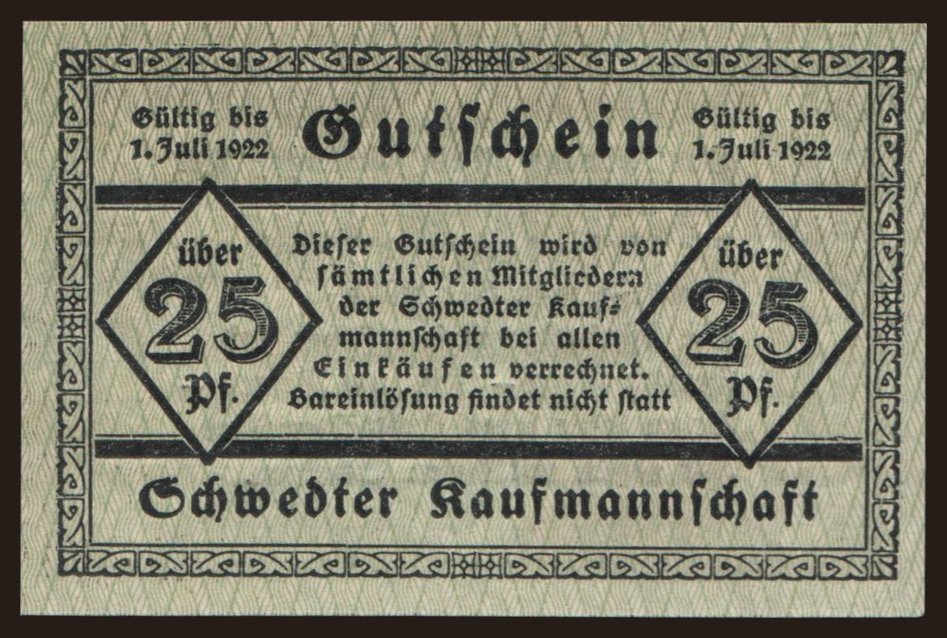 Gültig bis
1. Juli 1922
Gutschein
Gültig bis
1. Juli 1922
über
25
Pf.
Dieser Gutschein wird von
sämtlichen Mitgliedern
der Schwedter Kauf-
mannschaft bei allen
Einkäufen verrechnet.
Bareinlösung findet nicht statt
über
25
Pf.
Schwedter Kaufmannschaft